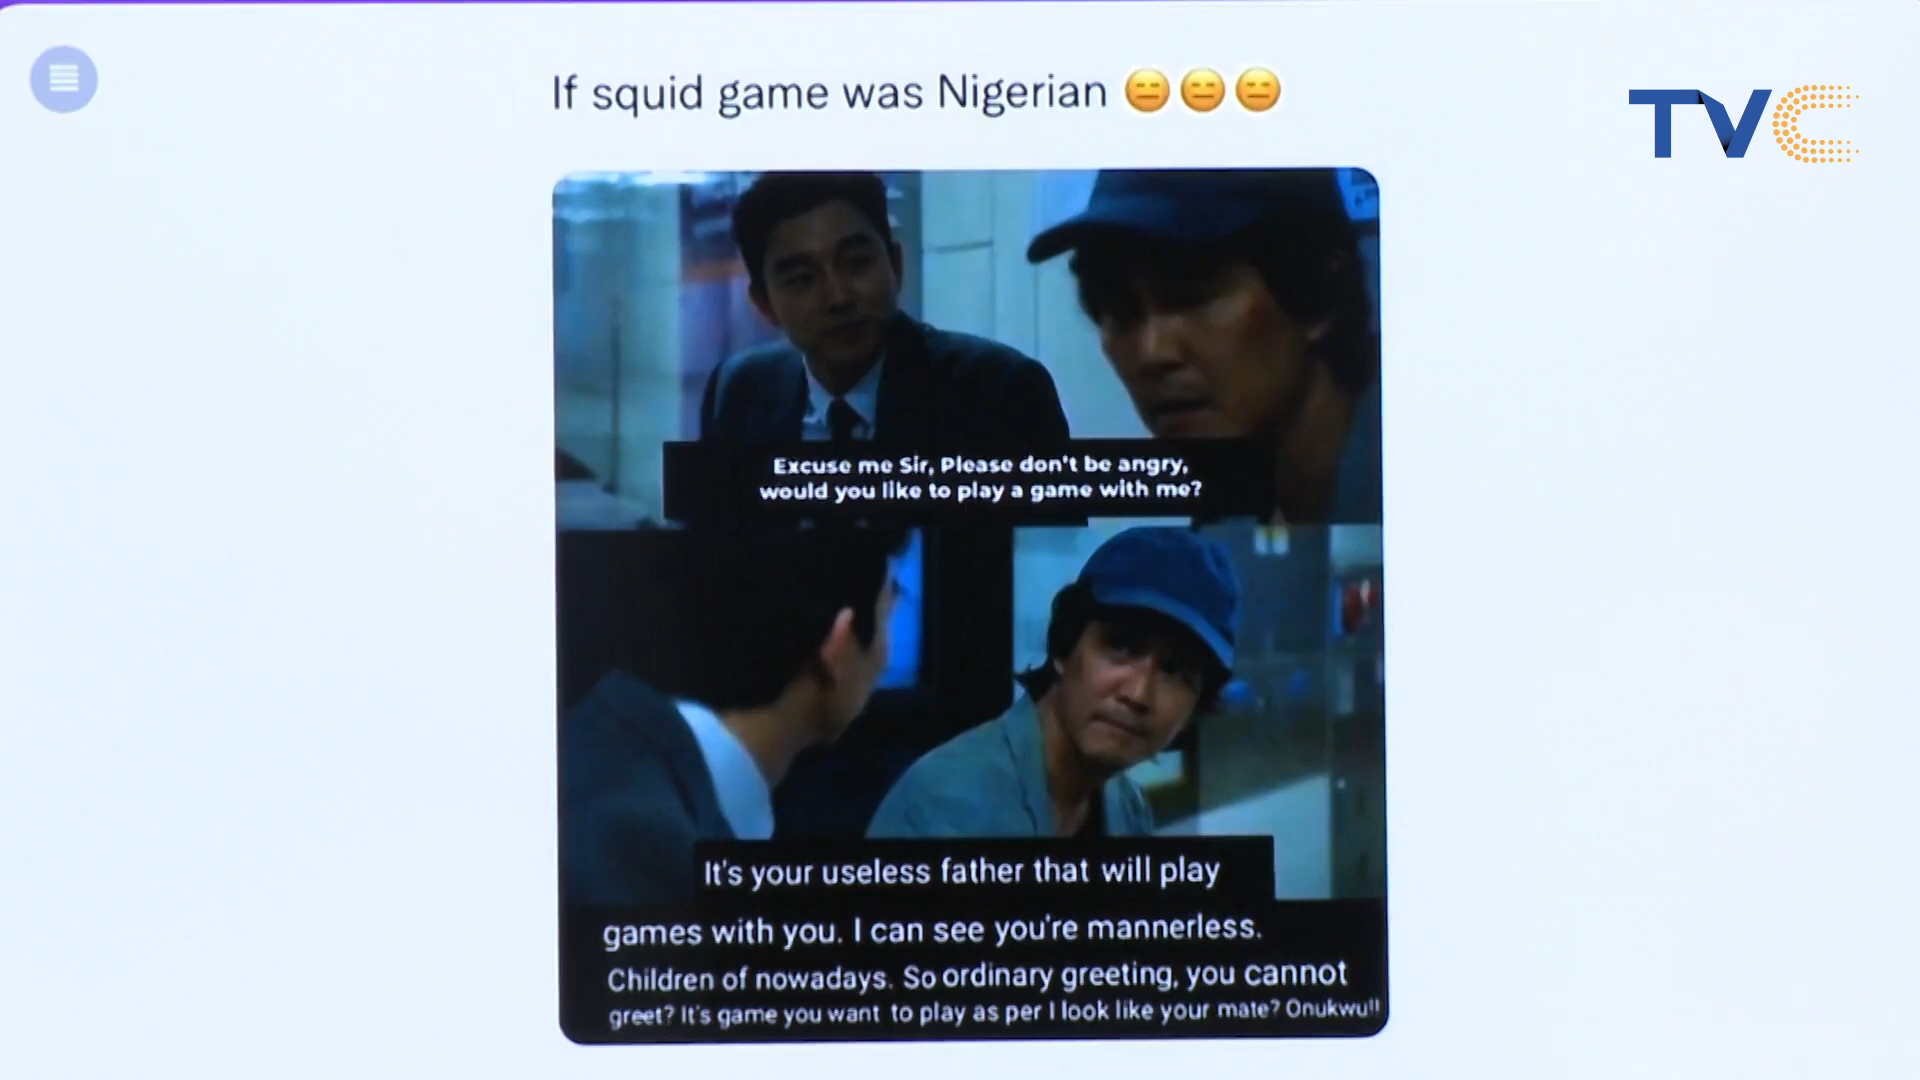 If squid game was Nigerian 😑😑😑
TVC
Excuse me Sir, Please don't be angry,
would you like to play a game with me?
It's your useless father that will play
games with you. I can see you're mannerless.
Children of nowadays. So ordinary greeting, you cannot
greet? It's game you want to play as per I look like your mate? Onukwu!!